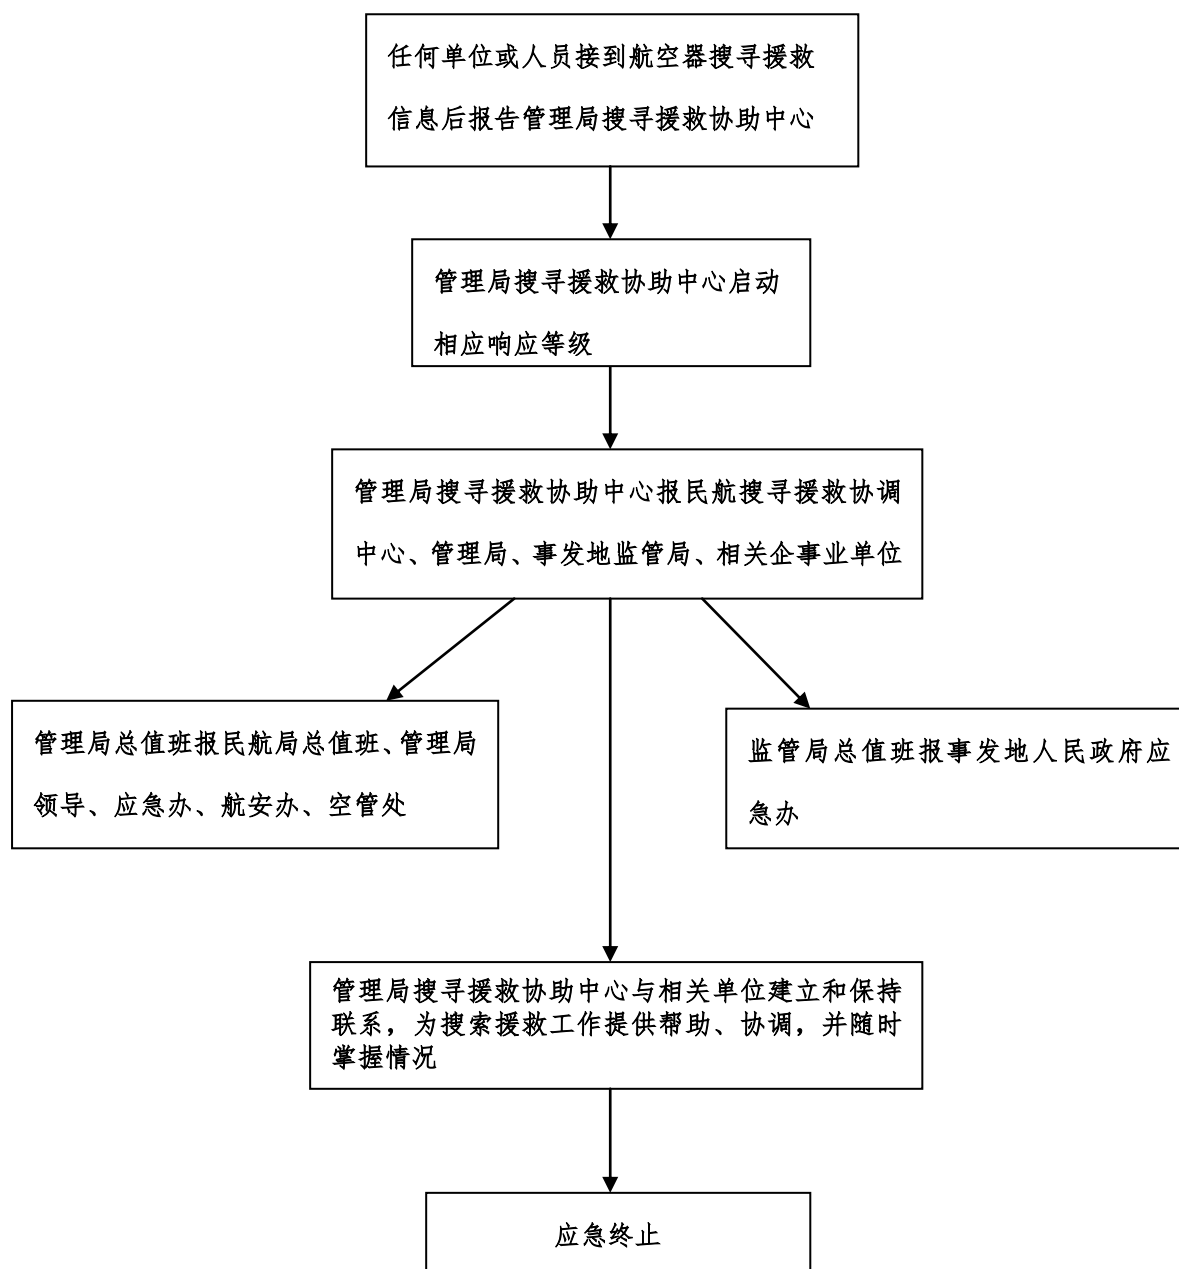 任何单位或人员接到航空器搜寻援救
信息后报告管理局搜寻援救协助中心
管理局搜寻援救协助中心启动
相应响应等级
管理局搜寻援救协助中心报民航搜寻援救协调
中心、管理局、事发地监管局、相关企事业单位
管理局总值班报民航局总值班、管理局
领导、应急办、航安办、空管处
监管局总值班报事发地人民政府应
急办
管理局搜寻援救协助中心与相关单位建立和保持
联系，为搜索援救工作提供帮助、协调，并随时
掌握情况
应急终止